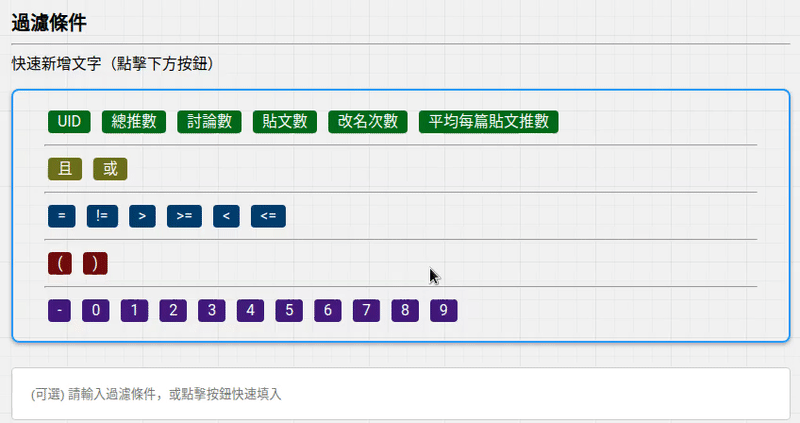 過濾條件
快速新增文字（點擊下方按鈕）
UID 總推數 討論數 貼文數 改名次數 平均每篇貼文推數
且 或
= != > >= < <=
( )
- 0 1 2 3 4 5 6 7 8 9
(可選) 請輸入過濾條件，或點擊按鈕快速填入